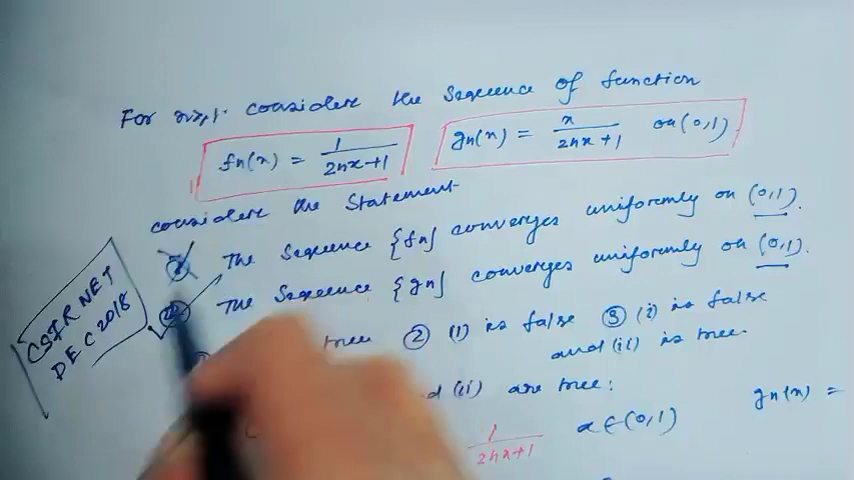 For n≥1. consider the sequence of function
fn(x) = 1/(2nx+1) gn(x) = x/(2nx+1) on (0,1)
consider the statement
(i) The sequence {fn} converges uniformly on (0,1).
(ii) The sequence {gn} converges uniformly on (0,1).
true ② (i) is false ③ (i) is false
and (ii) is true.
d (ii) are true:
1/(2nx+1) x∈(0,1) gn(x) =
CSIR NET
DEC 2018